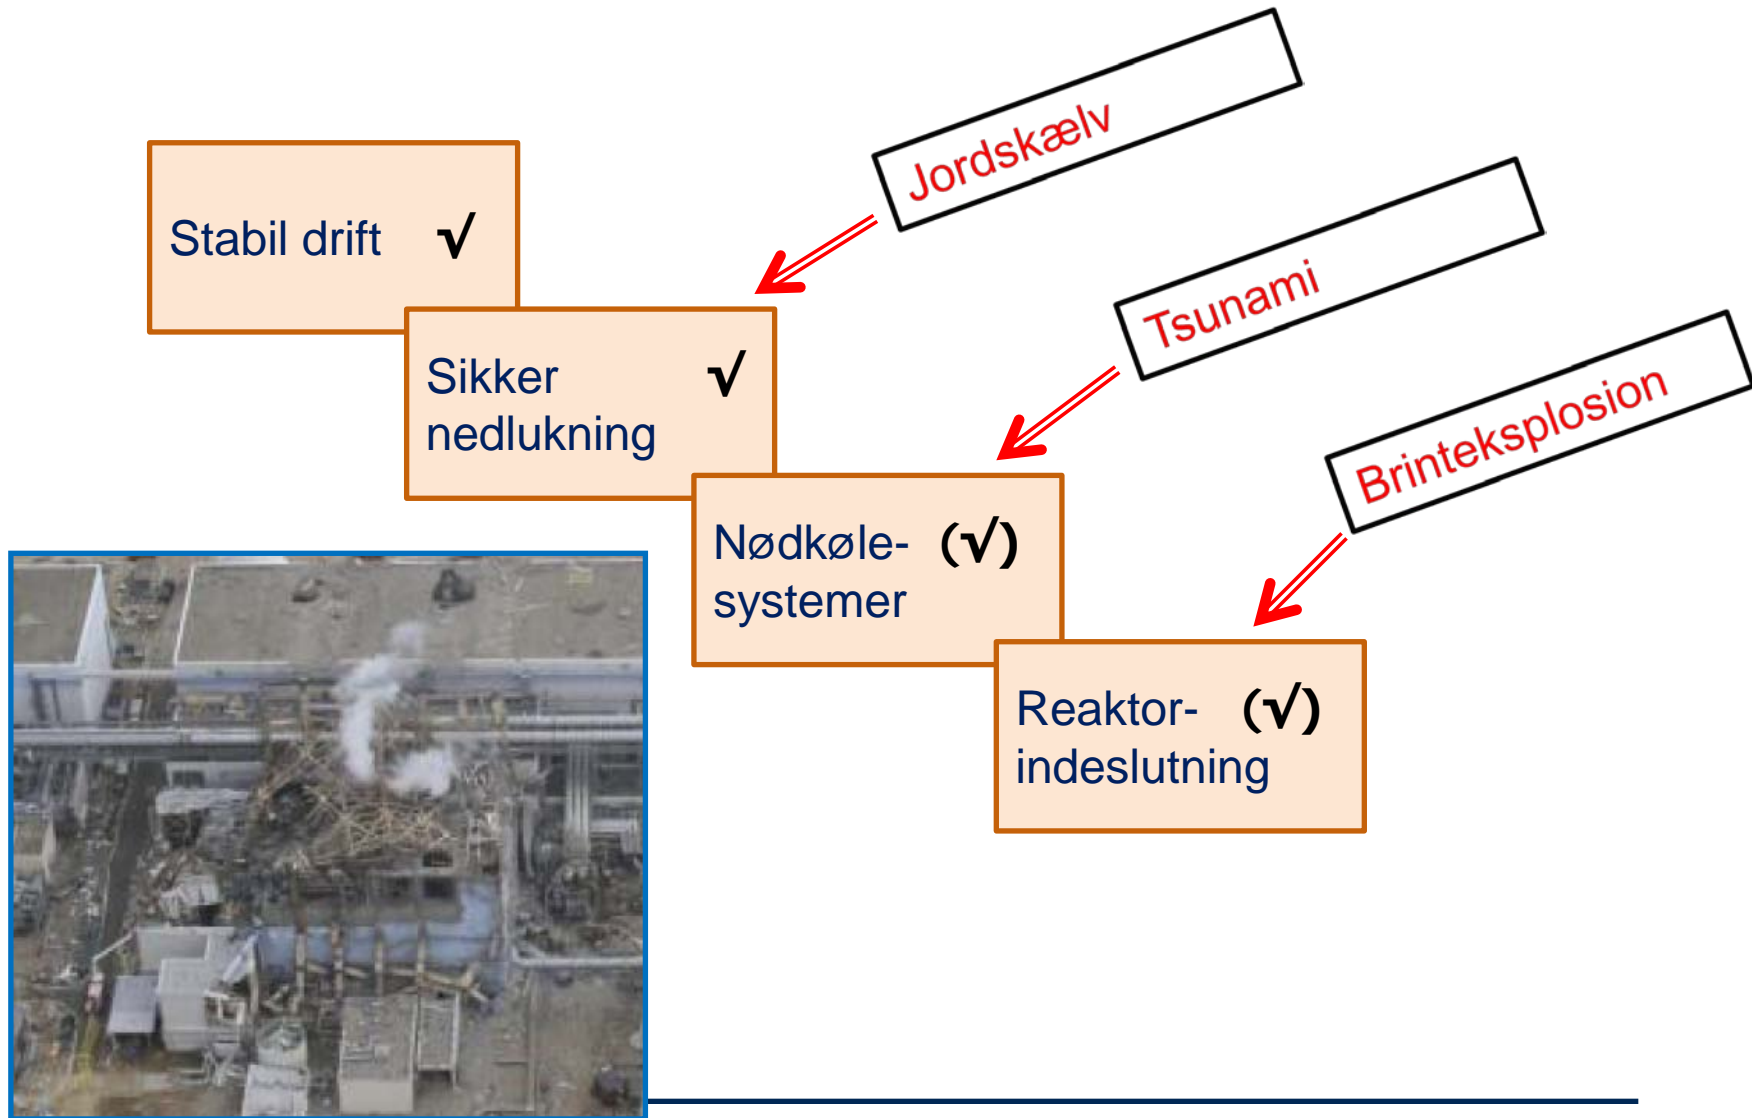 Jordskælv
Stabil drift √
Tsunami
Sikker √
nedlukning
Brinteksplosion
Nødkøle- (√)
systemer
Reaktor- (√)
indeslutning